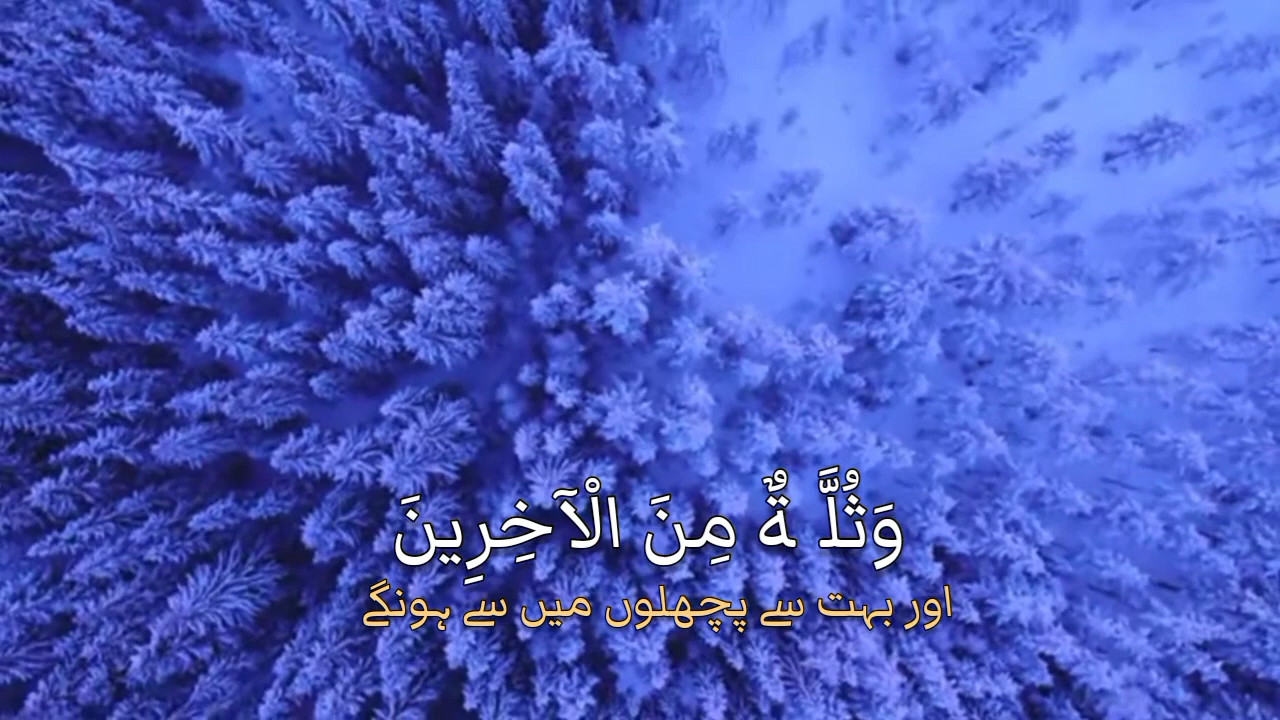 وَثُلَّةٌ مِنَ الْآخِرِينَ
اور بہت سے پچھلوں میں سے ہونگے